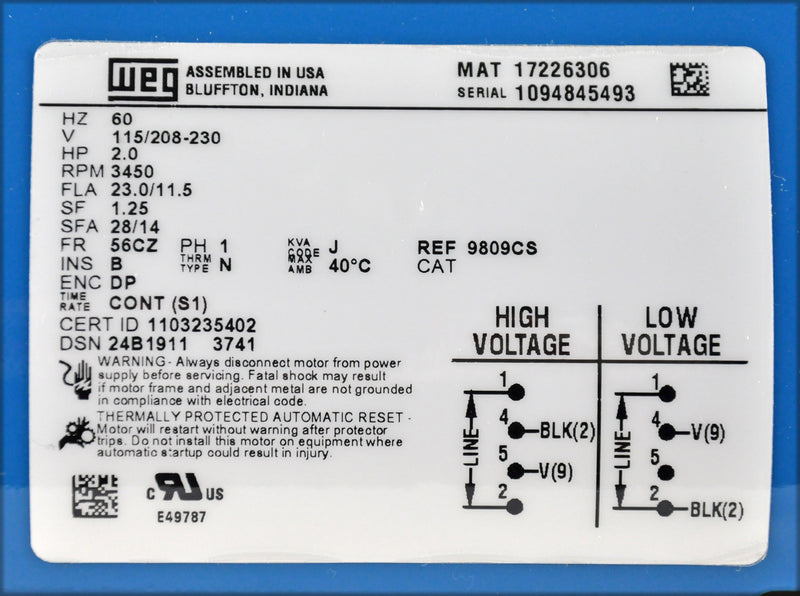 WEG ASSEMBLED IN USA
BLUFFTON, INDIANA
MAT 17226306
SERIAL 1094845493
HZ 60
V 115/208-230
HP 2.0
RPM 3450
FLA 23.0/11.5
SF 1.25
SFA 28/14
FR 56CZ PH 1 KVA CODE J REF 9809CS
INS B THRM TYPE N MAX AMB 40°C CAT
ENC DP
TIME RATE CONT (S1)
CERT ID 1103235402
DSN 24B1911 3741
WARNING- Always disconnect motor from power
supply before servicing. Fatal shock may result
if motor frame and adjacent metal are not grounded
in compliance with electrical code.
THERMALLY PROTECTED AUTOMATIC RESET -
Motor will restart without warning after protector
trips. Do not install this motor on equipment where
automatic startup could result in injury.
c RU US
E49787
HIGH
VOLTAGE
1
4 BLK(2)
LINE
5 V(9)
2
LOW
VOLTAGE
1
4 V(9)
LINE
5
2 BLK(2)